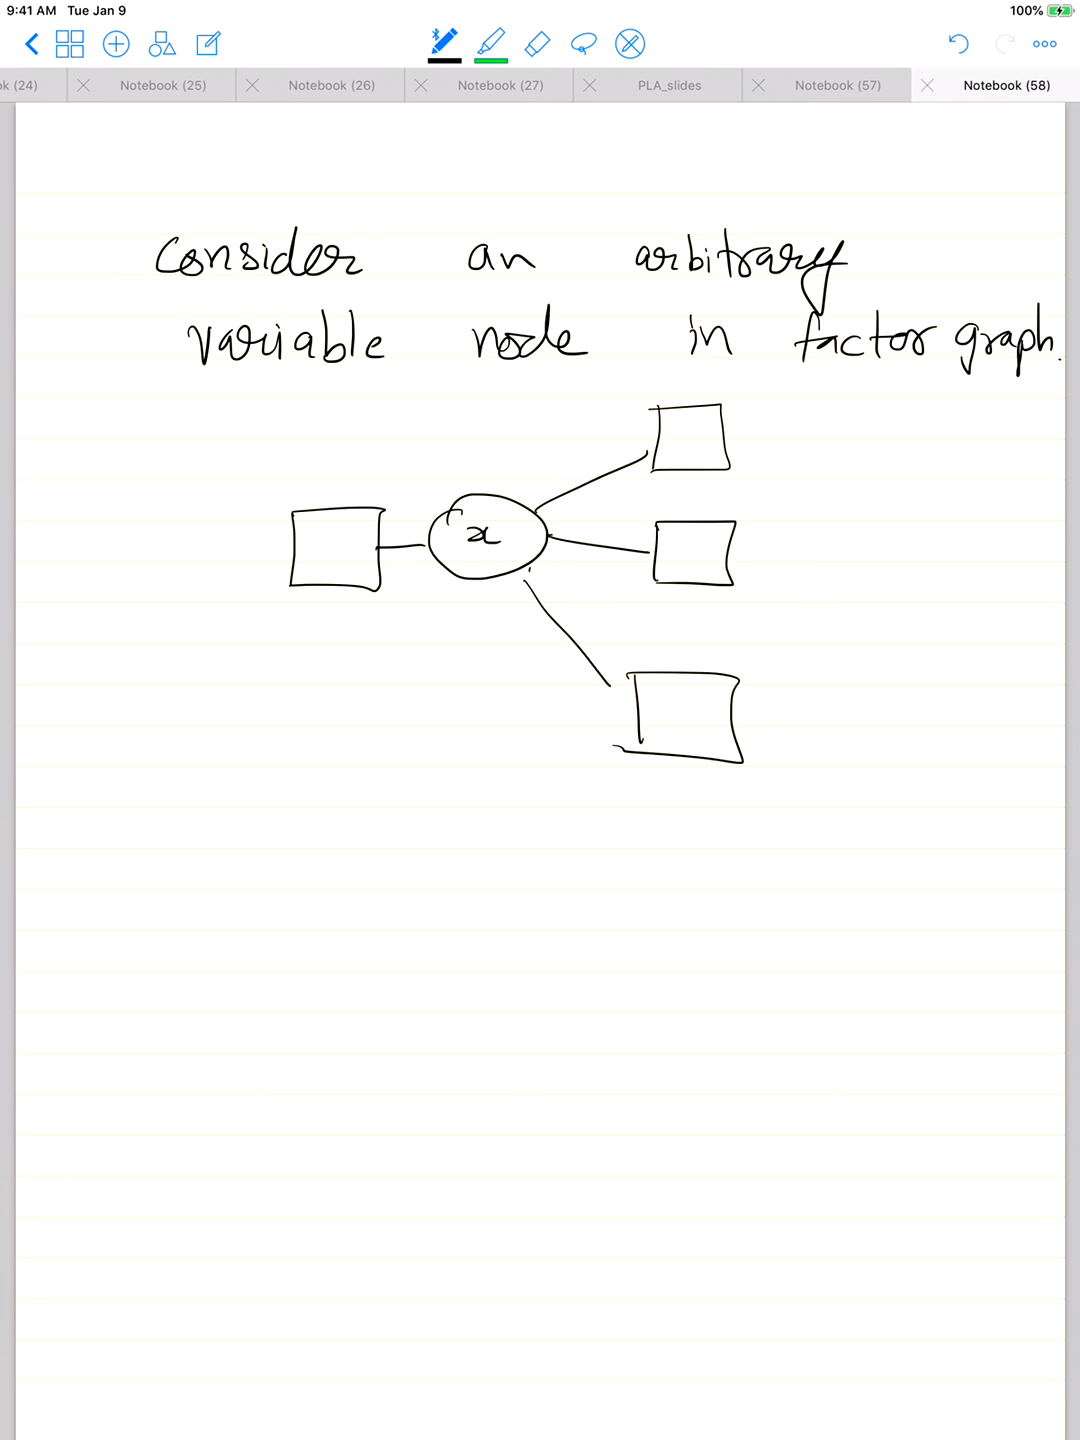 9:41 AM Tue Jan 9 100%
k (24) Notebook (25) Notebook (26) Notebook (27) PLA_slides Notebook (57) Notebook (58)
Consider an arbitrary
variable node in factor graph.
x